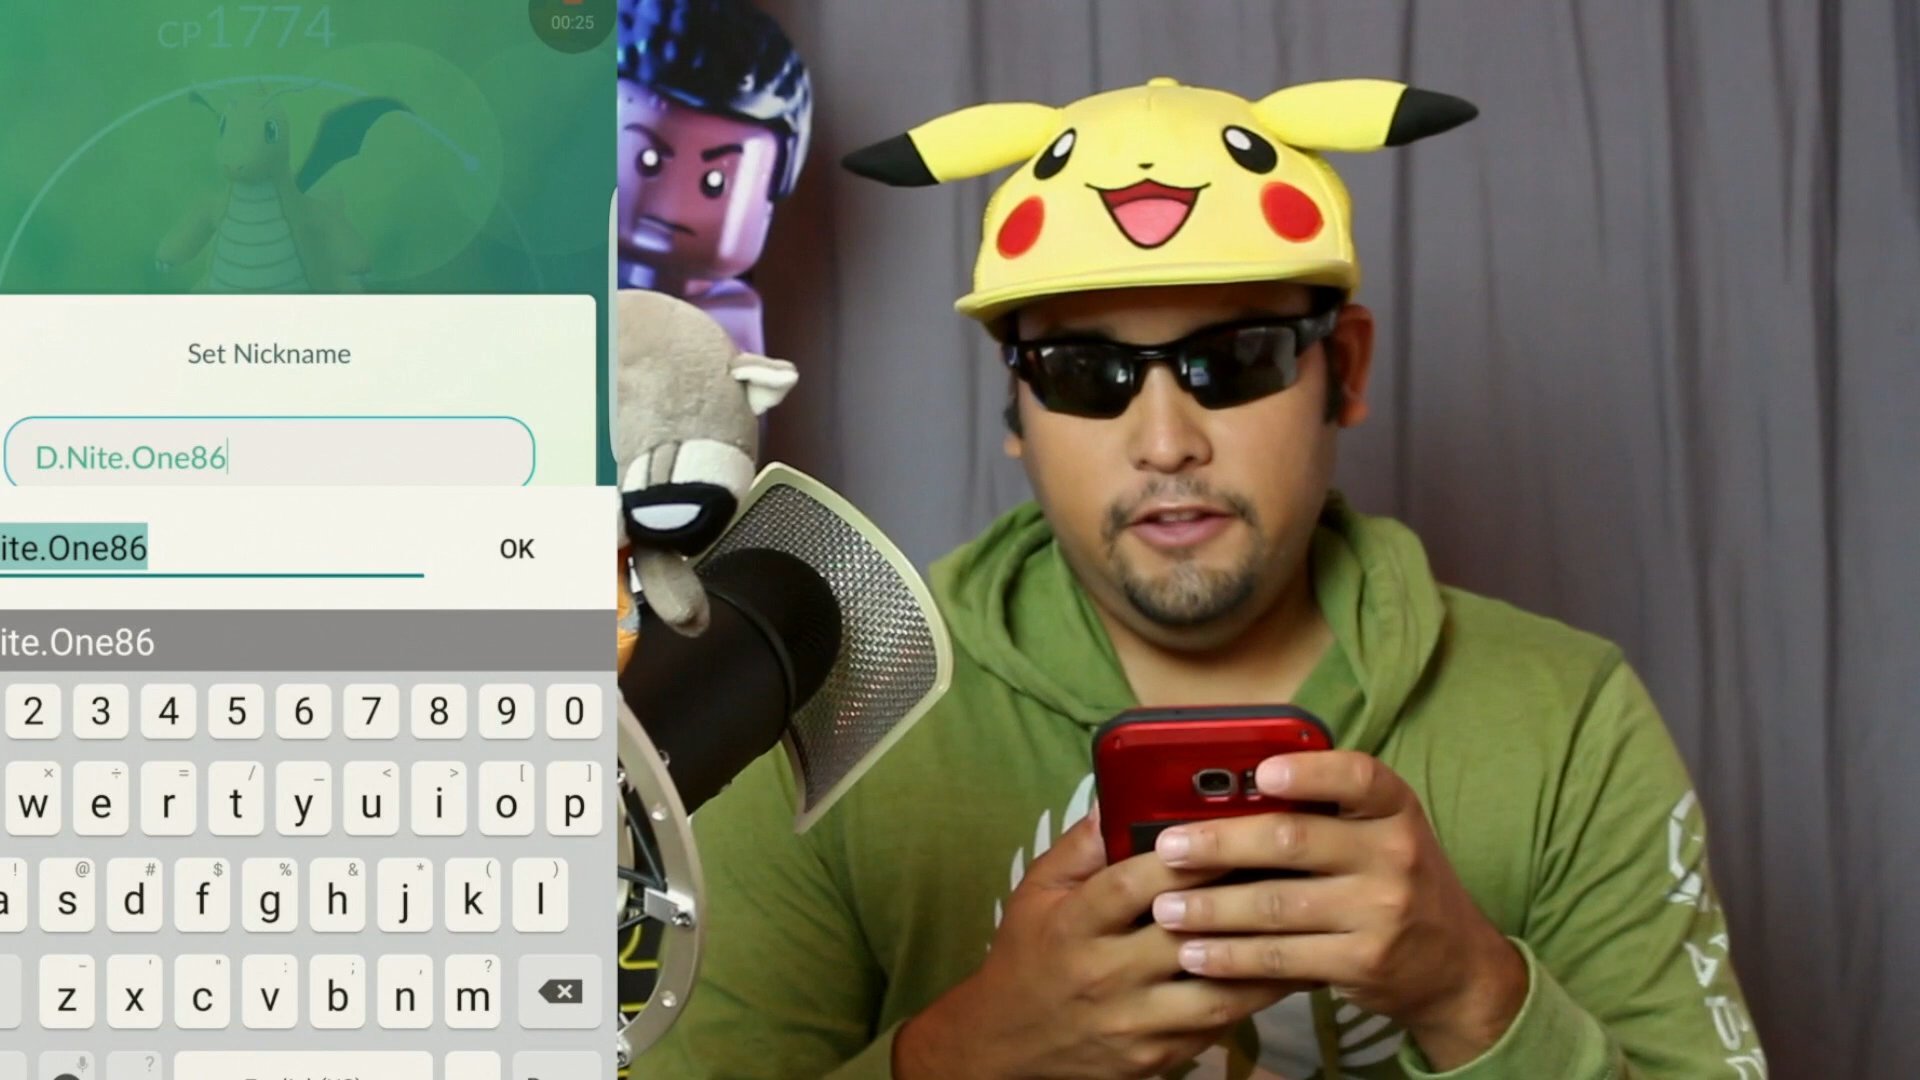 CP1774
00:25
Set Nickname
D.Nite.One86
ite.One86
OK
ite.One86
2 3 4 5 6 7 8 9 0
× ÷ = / _ < > [ ]
w e r t y u i o p
! @ # $ % & * ( )
a s d f g h j k l
- ' " : ; , ?
z x c v b n m
?